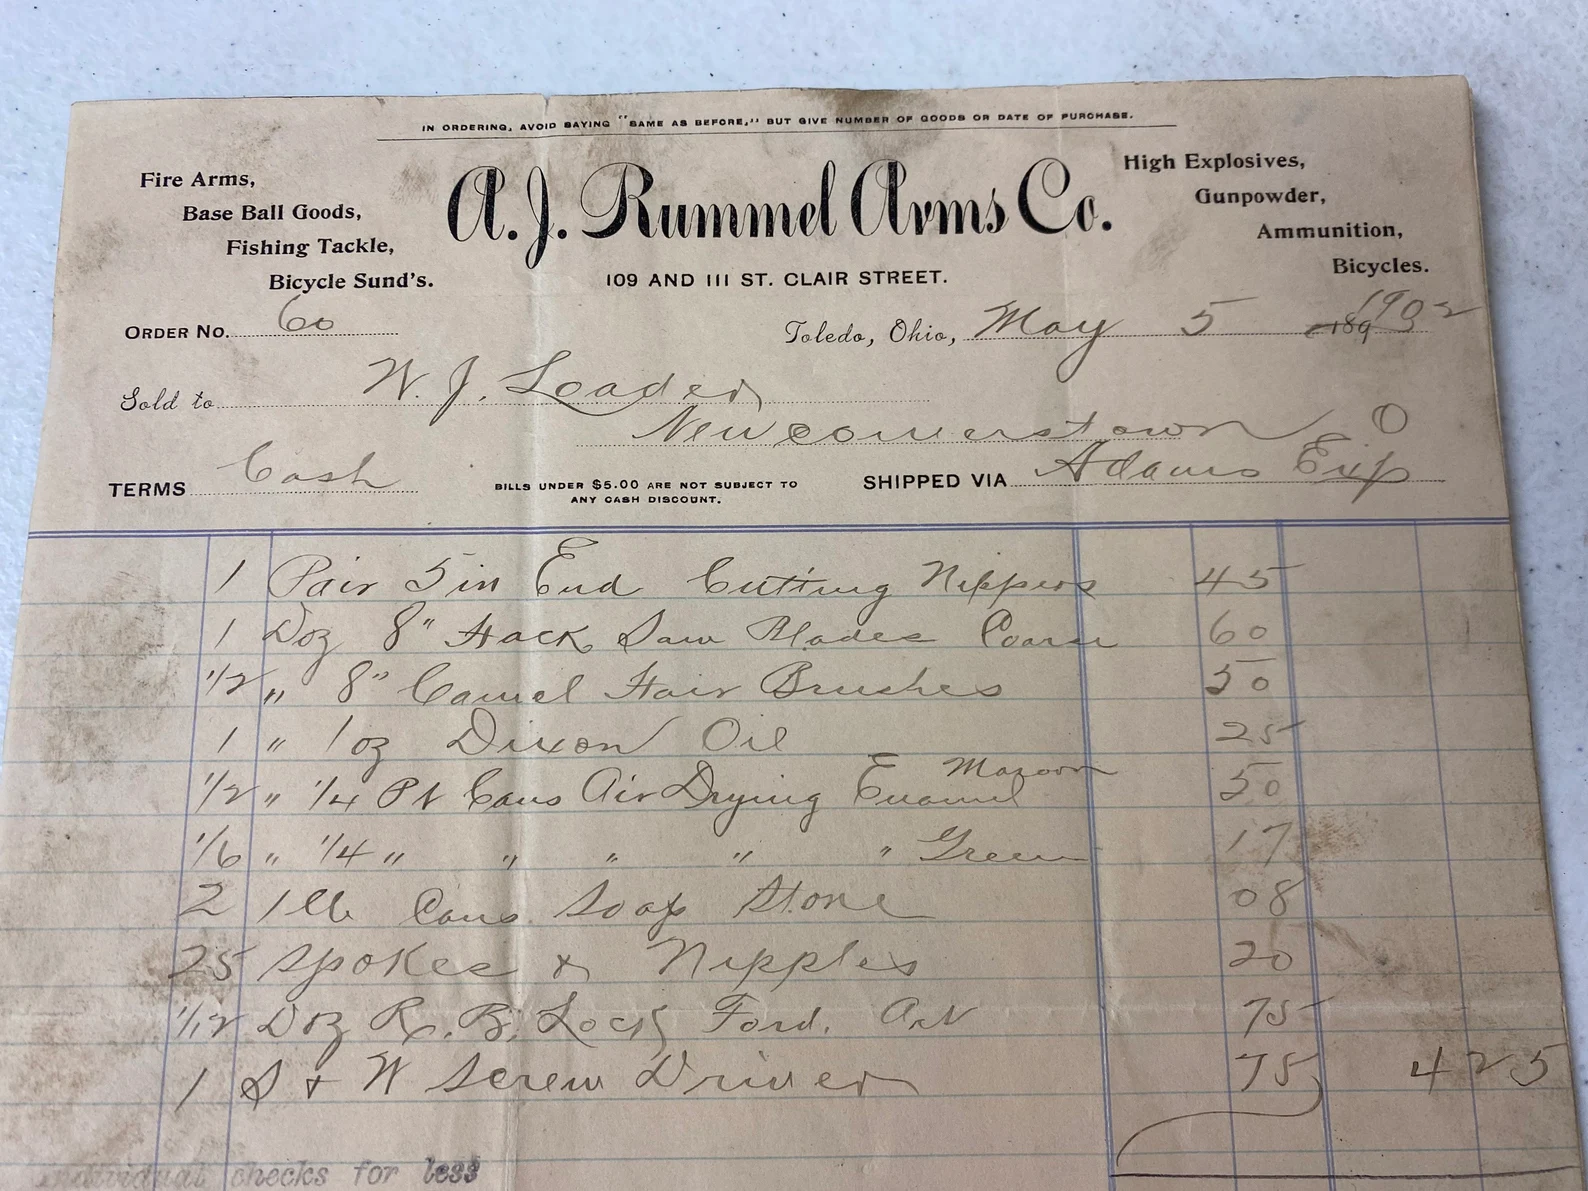 IN ORDERING, AVOID SAYING "SAME AS BEFORE," BUT GIVE NUMBER OF GOODS OR DATE OF PURCHASE.
Fire Arms,
Base Ball Goods,
Fishing Tackle,
Bicycle Sund's.
A. J. Rummel Arms Co.
109 AND 111 ST. CLAIR STREET.
High Explosives,
Gunpowder,
Ammunition,
Bicycles.
ORDER NO. 60
Toledo, Ohio, May 5 189 1902
Sold to W. J. Loader
Newcomerstown O
TERMS Cash
BILLS UNDER $5.00 ARE NOT SUBJECT TO
ANY CASH DISCOUNT.
SHIPPED VIA Adams Exp
1 Pair 5 in End Cutting Nippers 45
1 Doz 8" Hack Saw Blades Coarse 60
1/2 " 8" Camel Hair Brushes 50
1 " 1 oz Dixon Oil 25
1/2 " 1/4 Pt Cans Air Drying Enamel Maroon 50
1/6 " 1/4 " " " " " Green 17
2 1 lb Cans Soap Stone 08
25 Spokes & Nipples 20
1/12 Doz R. B. Lock Ford. 75
1 S & W Screw Driver 75 4 25
individual checks for less